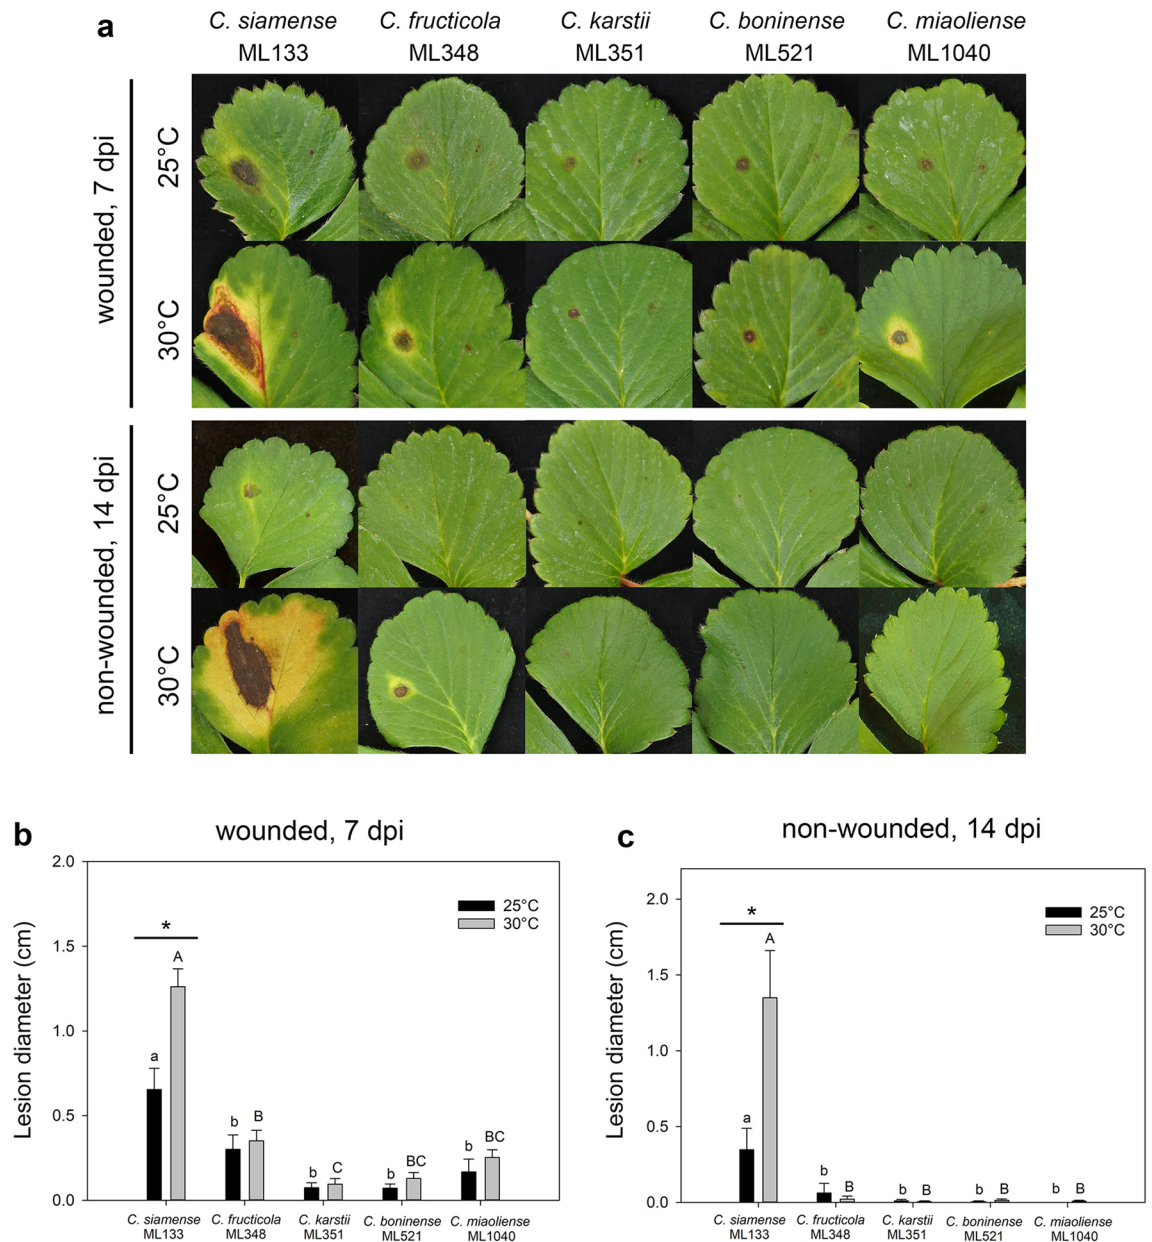 a
C. siamense C. fructicola C. karstii C. boninense C. miaoliense
ML133 ML348 ML351 ML521 ML1040
wounded, 7 dpi
25°C
30°C
non-wounded, 14 dpi
25°C
30°C
b
wounded, 7 dpi
Lesion diameter (cm)
2.0
1.5
1.0
0.5
0.0
25°C
30°C
*
a A b B b C b BC b BC
C. siamense C. fructicola C. karstii C. boninense C. miaoliense
ML133 ML348 ML351 ML521 ML1040
c
non-wounded, 14 dpi
Lesion diameter (cm)
2.0
1.5
1.0
0.5
0.0
25°C
30°C
*
a A b B b B b B b B
C. siamense C. fructicola C. karstii C. boninense C. miaoliense
ML133 ML348 ML351 ML521 ML1040